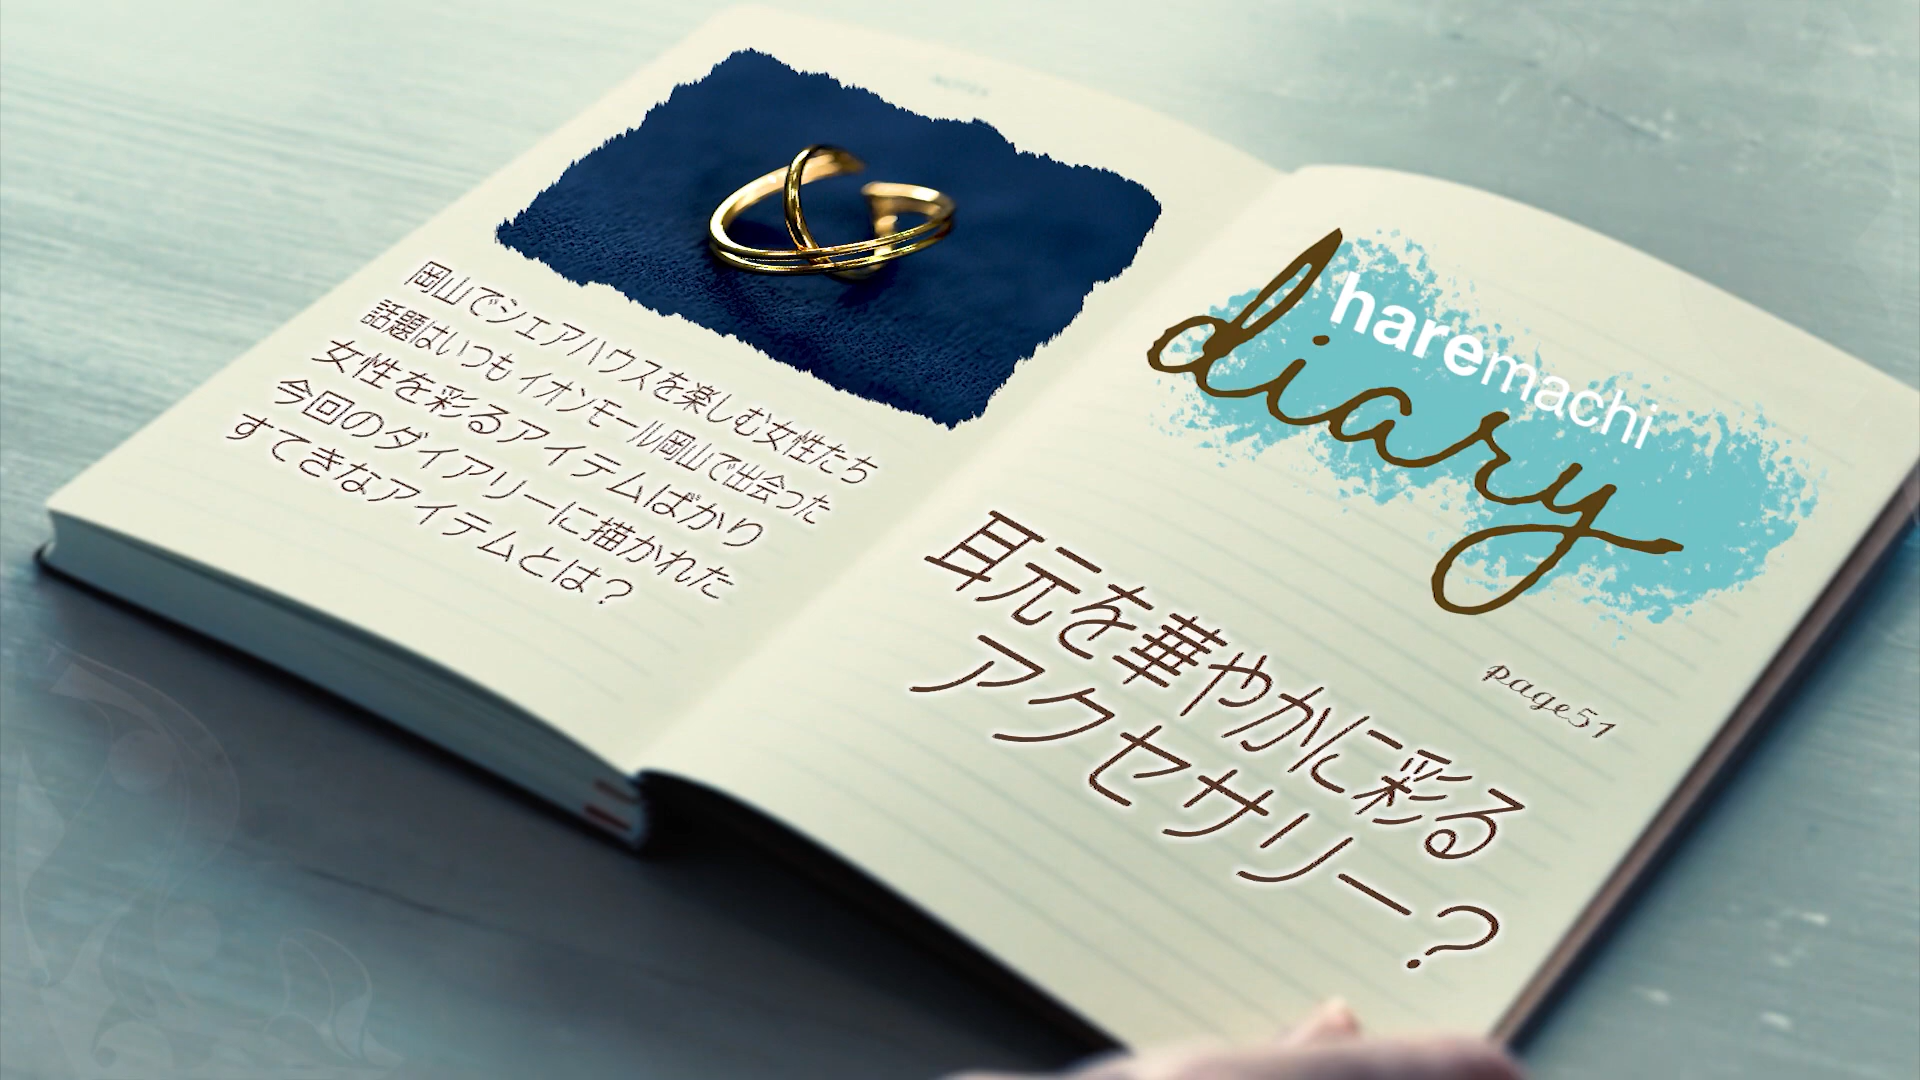 岡山でシェアハウスを楽しむ女性たち
話題はいつもイオンモール岡山で出会った
女性を彩るアイテムばかり
今回のダイアリーに描かれた
すてきなアイテムとは？
haremachi
diary
page51
耳元を華やかに彩る
アクセサリー？